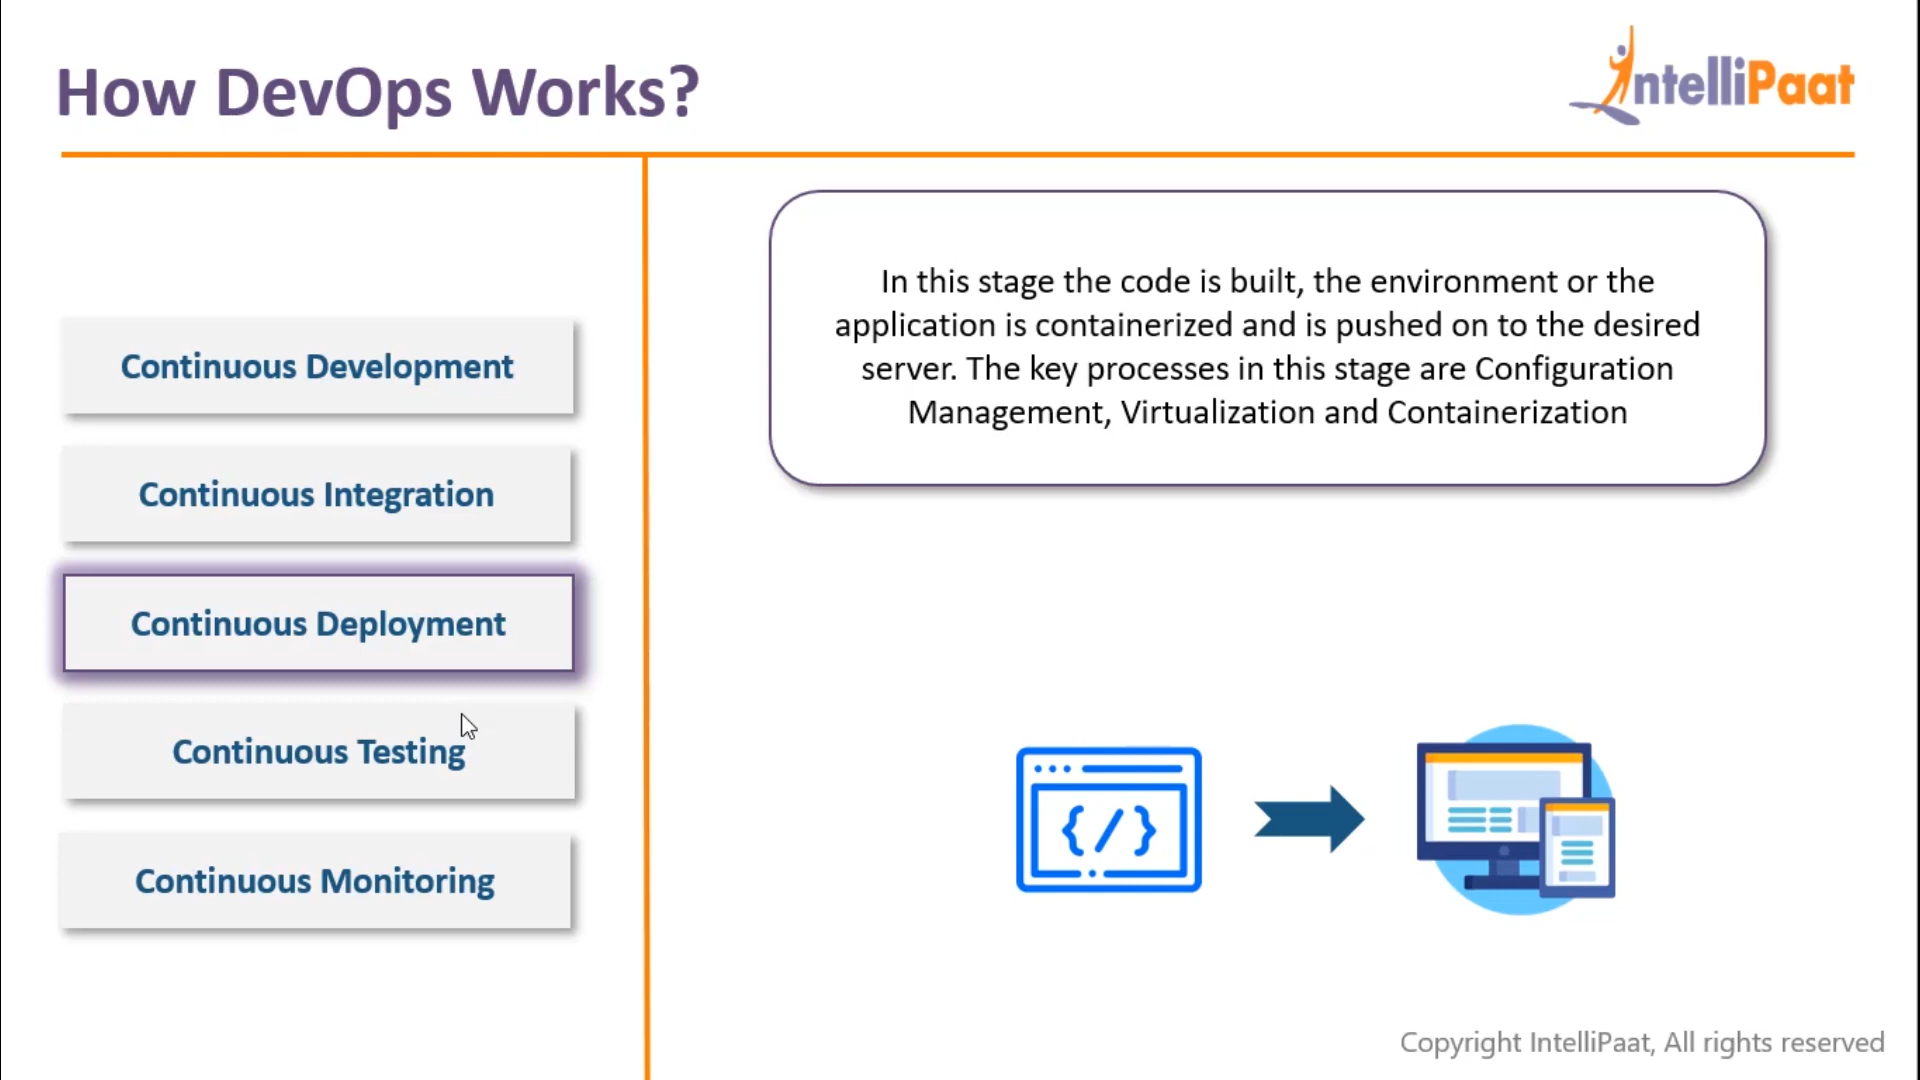 How DevOps Works?
IntelliPaat
Continuous Development
Continuous Integration
Continuous Deployment
Continuous Testing
Continuous Monitoring
In this stage the code is built, the environment or the
application is containerized and is pushed on to the desired
server. The key processes in this stage are Configuration
Management, Virtualization and Containerization
{/}
Copyright IntelliPaat, All rights reserved